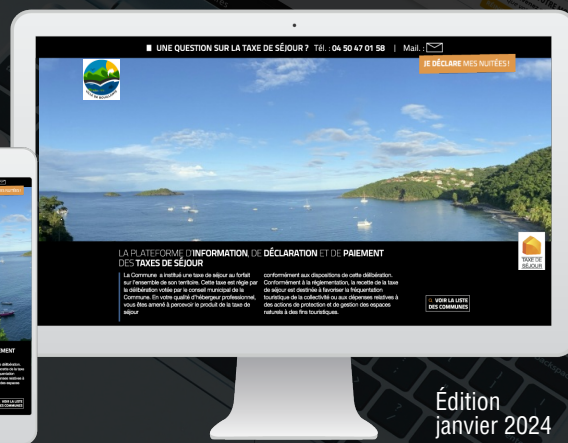 UNE QUESTION SUR LA TAXE DE SÉJOUR ? Tél. : 04 50 47 01 58 | Mail. :
JE DÉCLARE MES NUITÉES !
LA PLATEFORME D'INFORMATION, DE DÉCLARATION ET DE PAIEMENT
DES TAXES DE SÉJOUR
La Commune a institué une taxe de séjour au forfait
sur l'ensemble de son territoire. Cette taxe est régie par
la délibération votée par le conseil municipal de la
Commune. En votre qualité d'hébergeur professionnel,
vous êtes amené à percevoir le produit de la taxe de
séjour
conformément aux dispositions de cette délibération.
Conformément à la réglementation, la recette de la taxe
de séjour est destinée à favoriser la fréquentation
touristique de la collectivité ou aux dépenses relatives à
des actions de protection et de gestion des espaces
naturels à des fins touristiques.
TAXE DE
SÉJOUR
VOIR LA LISTE
DES COMMUNES
Édition
janvier 2024